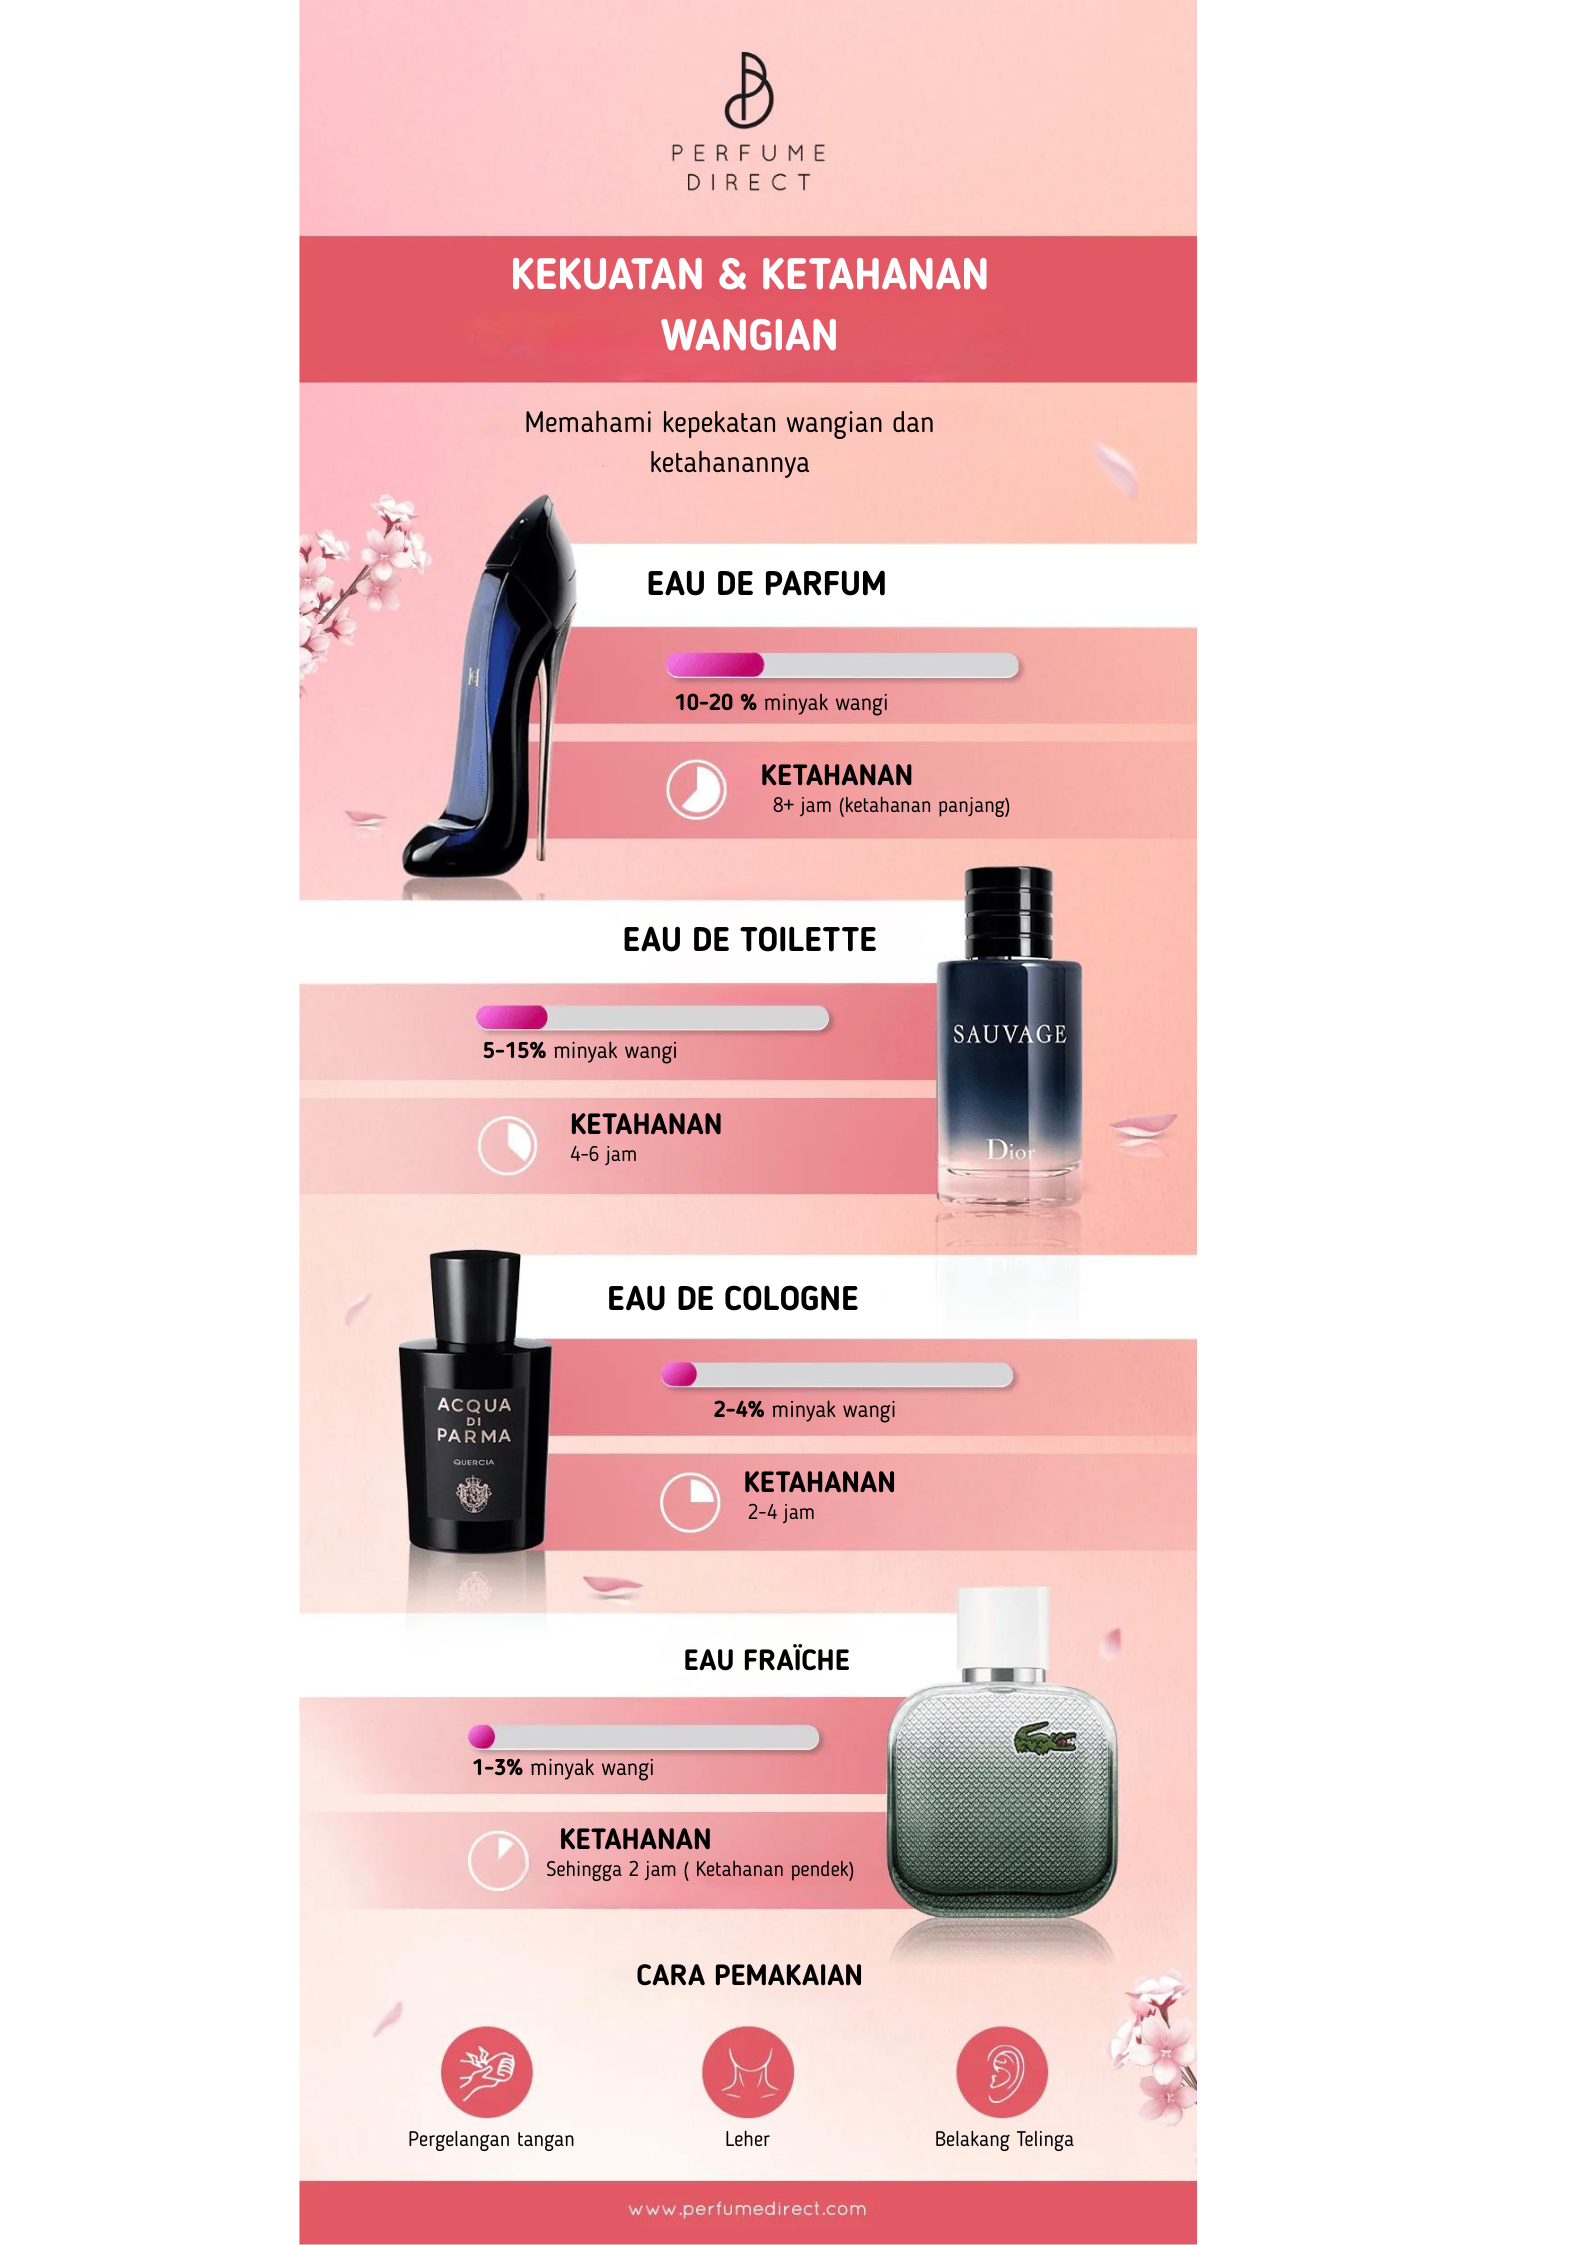 PERFUME
DIRECT
KEKUATAN & KETAHANAN
WANGIAN
Memahami kepekatan wangian dan
ketahanannya
EAU DE PARFUM
10-20 % minyak wangi
KETAHANAN
8+ jam (ketahanan panjang)
EAU DE TOILETTE
5-15% minyak wangi
KETAHANAN
4-6 jam
SAUVAGE
Dior
EAU DE COLOGNE
ACQUA
DI
PARMA
QUERCIA
2-4% minyak wangi
KETAHANAN
2-4 jam
EAU FRAÏCHE
1-3% minyak wangi
KETAHANAN
Sehingga 2 jam ( Ketahanan pendek)
CARA PEMAKAIAN
Pergelangan tangan
Leher
Belakang Telinga
www.perfumedirect.com